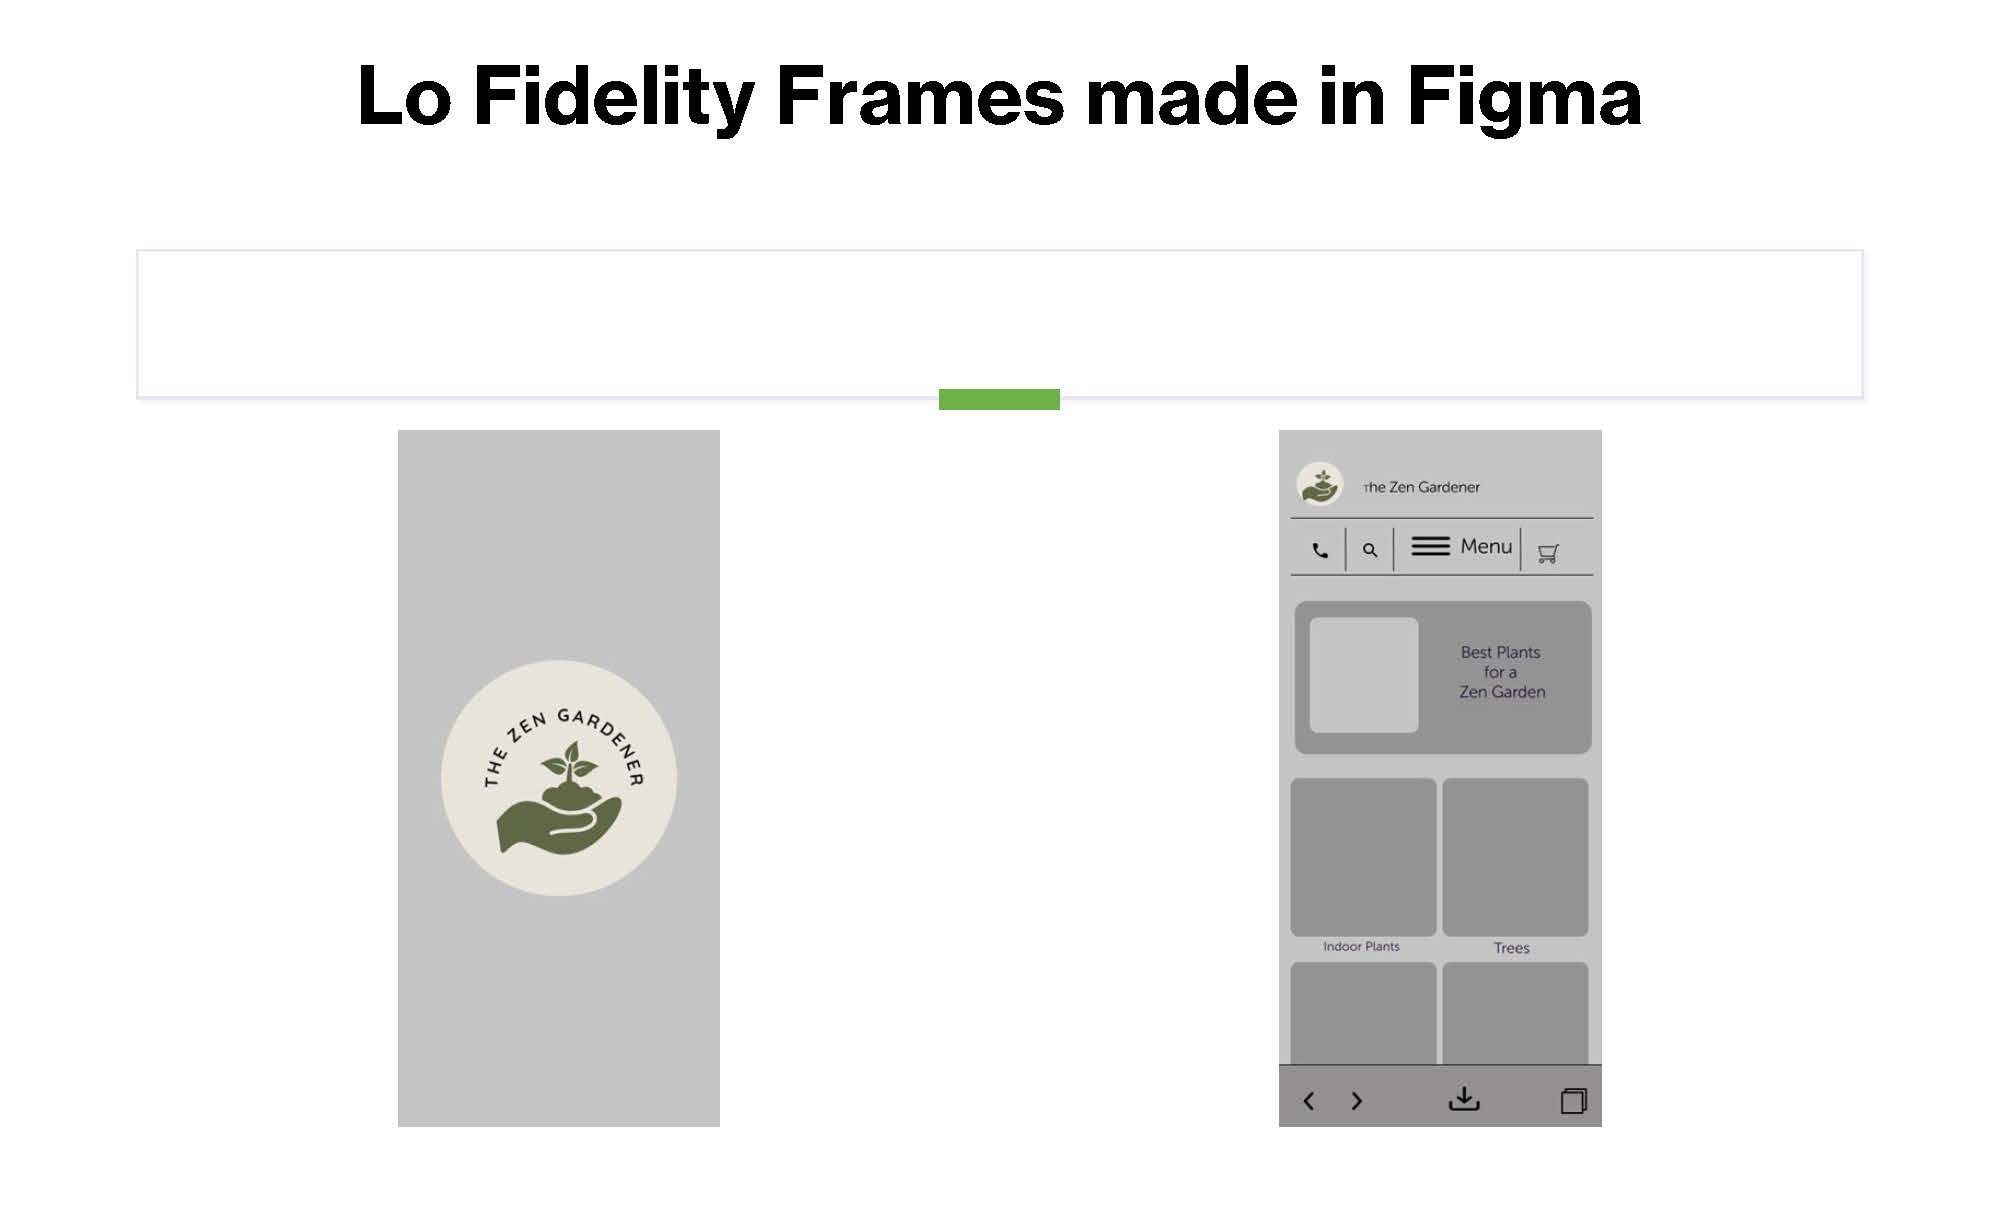 Lo Fidelity Frames made in Figma
THE ZEN GARDENER
The Zen Gardener
Menu
Best Plants
for a
Zen Garden
Indoor Plants
Trees